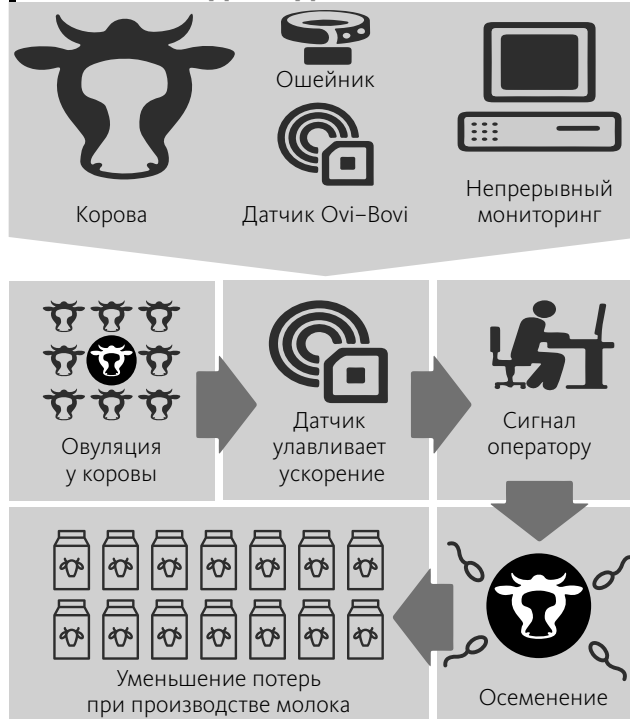 Ошейник
Корова
Датчик Ovi–Bovi
Непрерывный
мониторинг
Овуляция
у коровы
Датчик
улавливает
ускорение
Сигнал
оператору
Уменьшение потерь
при производстве молока
Осеменение